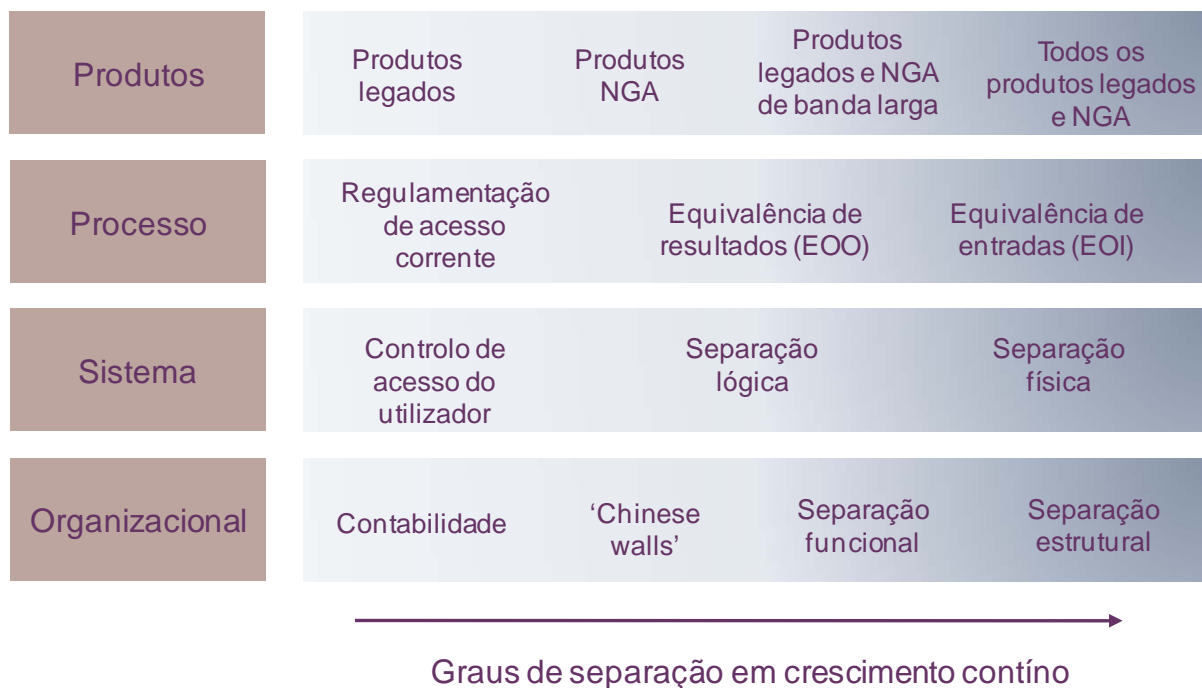 Produtos
Produtos
legados
Produtos
NGA
Produtos
legados e NGA
de banda larga
Todos os
produtos legados
e NGA
Processo
Regulamentação
de acesso
corrente
Equivalência de
resultados (EOO)
Equivalência de
entradas (EOI)
Sistema
Controlo de
acesso do
utilizador
Separação
lógica
Separação
física
Organizacional
Contabilidade
‘Chinese
walls’
Separação
funcional
Separação
estrutural
Graus de separação em crescimento contíno